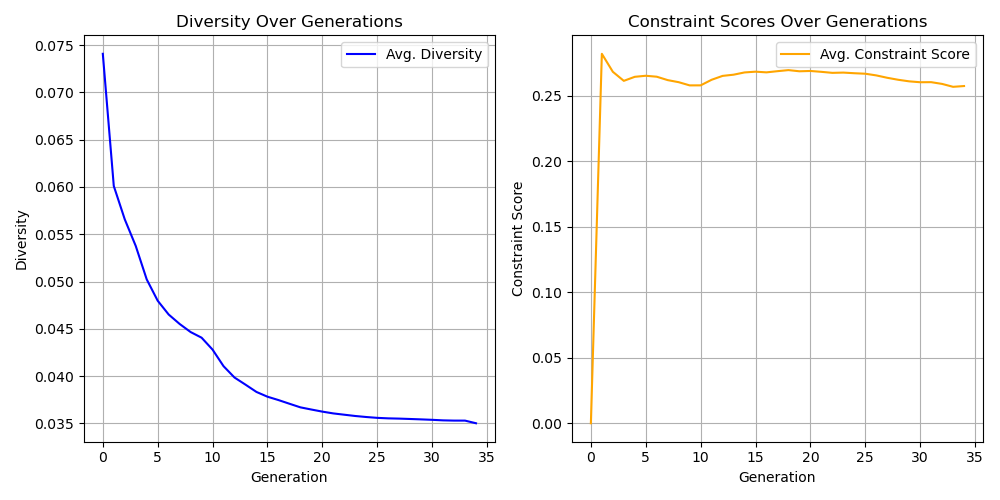 Diversity Over Generations
Avg. Diversity
0.075
0.070
0.065
0.060
0.055
0.050
0.045
0.040
0.035
Diversity
0 5 10 15 20 25 30 35
Generation
Constraint Scores Over Generations
Avg. Constraint Score
0.25
0.20
0.15
0.10
0.05
0.00
Constraint Score
0 5 10 15 20 25 30 35
Generation